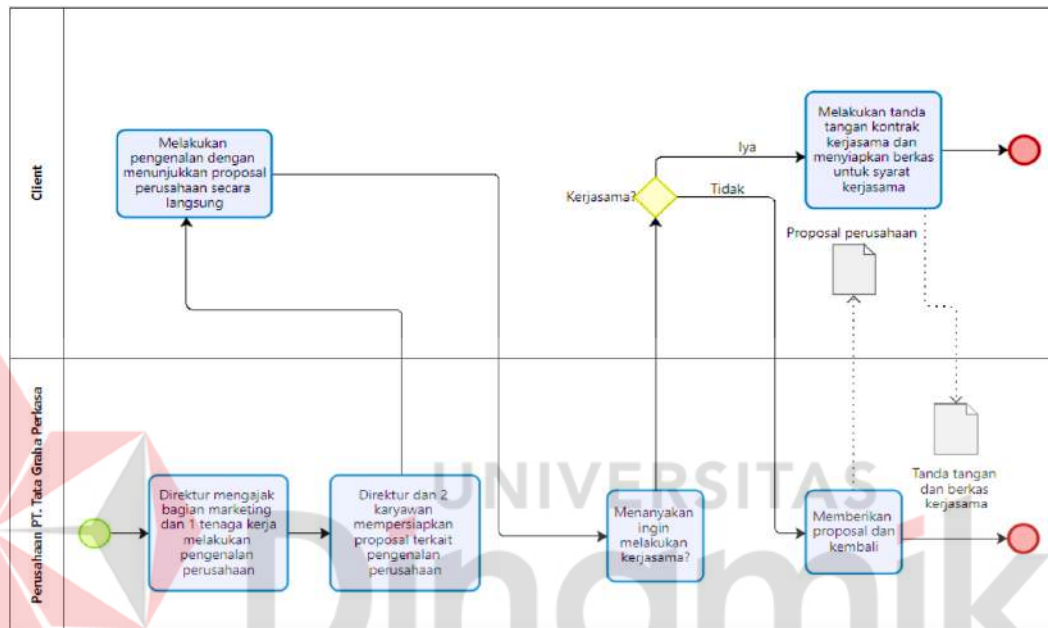 Client
Melakukan
pengenalan dengan
menunjukkan proposal
perusahaan secara
langsung
Kerjasama?
Iya
Tidak
Melakukan tanda
tangan kontrak
kerjasama dan
menyiapkan berkas
untuk syarat
kerjasama
Proposal perusahaan
Perusahaan PT. Tata Graha Perkasa
Direktur mengajak
bagian marketing
dan 1 tenaga kerja
melakukan
pengenalan
perusahaan
Direktur dan 2
karyawan
mempersiapkan
proposal terkait
pengenalan
perusahaan
Menanyakan
ingin
melakukan
kerjasama?
Memberikan
proposal dan
kembali
Tanda tangan
dan berkas
kerjasama
UNIVERSITAS
Dinamik